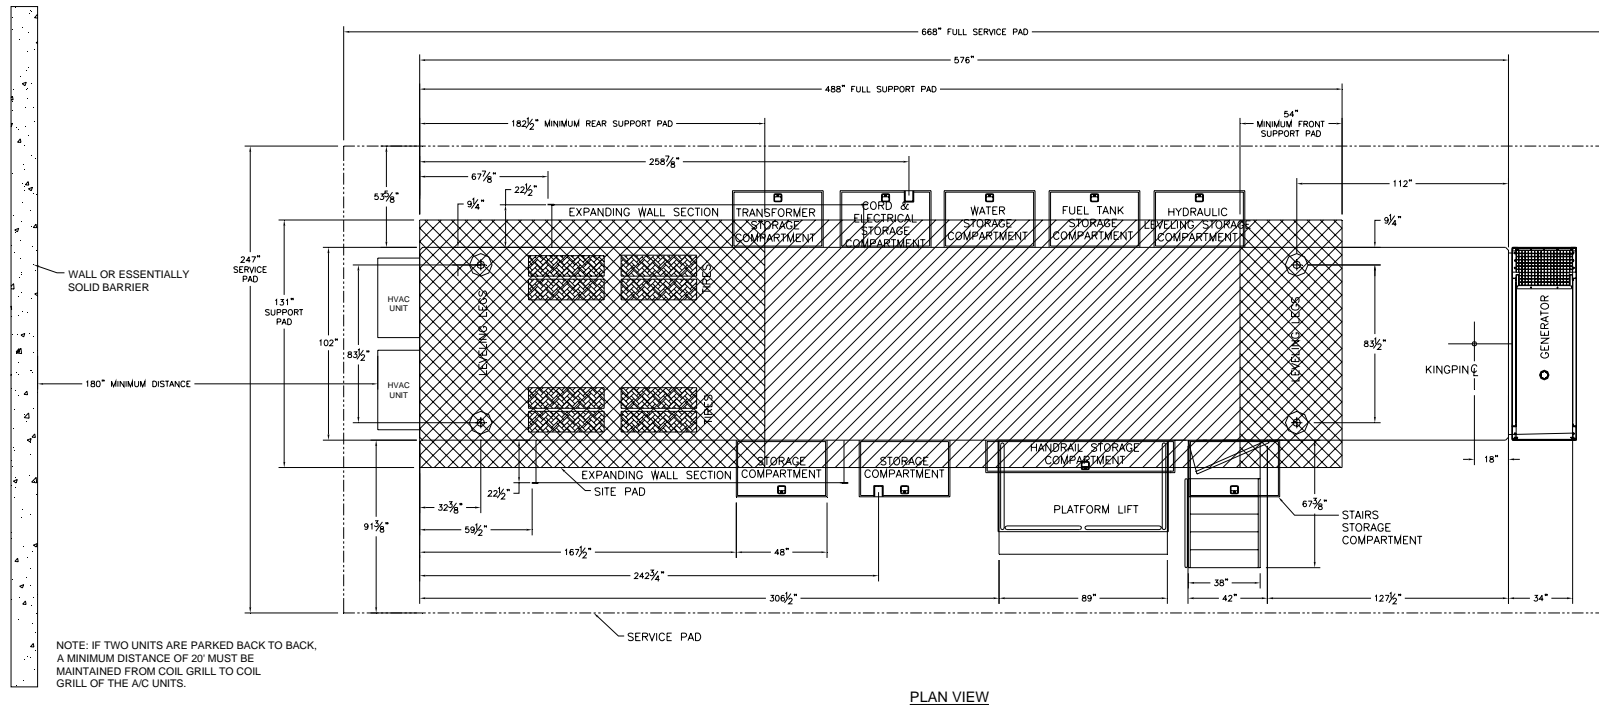 668" FULL SERVICE PAD
576"
488" FULL SUPPORT PAD
182½" MINIMUM REAR SUPPORT PAD
54"
MINIMUM FRONT
SUPPORT PAD
258⅞"
67⅞"
22½"
9¼"
53⅝"
112"
9¼"
EXPANDING WALL SECTION
TRANSFORMER
STORAGE
COMPARTMENT
CORD &
ELECTRICAL
STORAGE
COMPARTMENT
WATER
STORAGE
COMPARTMENT
FUEL TANK
STORAGE
COMPARTMENT
HYDRAULIC
LEVELING STORAGE
COMPARTMENT
WALL OR ESSENTIALLY
SOLID BARRIER
247"
SERVICE
PAD
131"
SUPPORT
PAD
102"
83½"
HVAC
UNIT
HVAC
UNIT
LEVELING LEGS
TIRES
TIRES
LEVELING LEGS
83½"
KINGPIN
GENERATOR
180" MINIMUM DISTANCE
18"
EXPANDING WALL SECTION
SITE PAD
STORAGE
COMPARTMENT
STORAGE
COMPARTMENT
HANDRAIL STORAGE
COMPARTMENT
PLATFORM LIFT
67⅜"
STAIRS
STORAGE
COMPARTMENT
22½"
32⅜"
59½"
91⅜"
167½"
48"
242¾"
38"
306½"
89"
42"
127½"
34"
SERVICE PAD
NOTE: IF TWO UNITS ARE PARKED BACK TO BACK,
A MINIMUM DISTANCE OF 20' MUST BE
MAINTAINED FROM COIL GRILL TO COIL
GRILL OF THE A/C UNITS.
PLAN VIEW